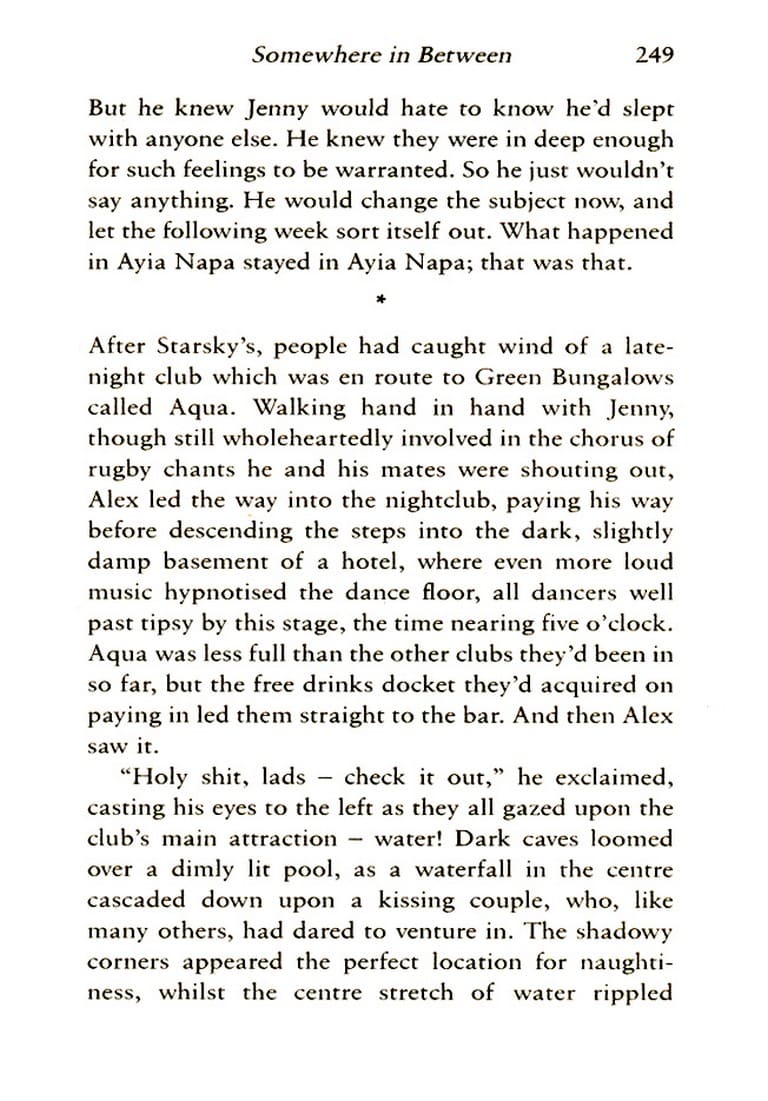 Somewhere in Between 249
But he knew Jenny would hate to know he'd slept
with anyone else. He knew they were in deep enough
for such feelings to be warranted. So he just wouldn't
say anything. He would change the subject now, and
let the following week sort itself out. What happened
in Ayia Napa stayed in Ayia Napa; that was that.
*
After Starsky's, people had caught wind of a late-
night club which was en route to Green Bungalows
called Aqua. Walking hand in hand with Jenny,
though still wholeheartedly involved in the chorus of
rugby chants he and his mates were shouting out,
Alex led the way into the nightclub, paying his way
before descending the steps into the dark, slightly
damp basement of a hotel, where even more loud
music hypnotised the dance floor, all dancers well
past tipsy by this stage, the time nearing five o'clock.
Aqua was less full than the other clubs they'd been in
so far, but the free drinks docket they'd acquired on
paying in led them straight to the bar. And then Alex
saw it.
“Holy shit, lads – check it out,” he exclaimed,
casting his eyes to the left as they all gazed upon the
club's main attraction – water! Dark caves loomed
over a dimly lit pool, as a waterfall in the centre
cascaded down upon a kissing couple, who, like
many others, had dared to venture in. The shadowy
corners appeared the perfect location for naughti-
ness, whilst the centre stretch of water rippled